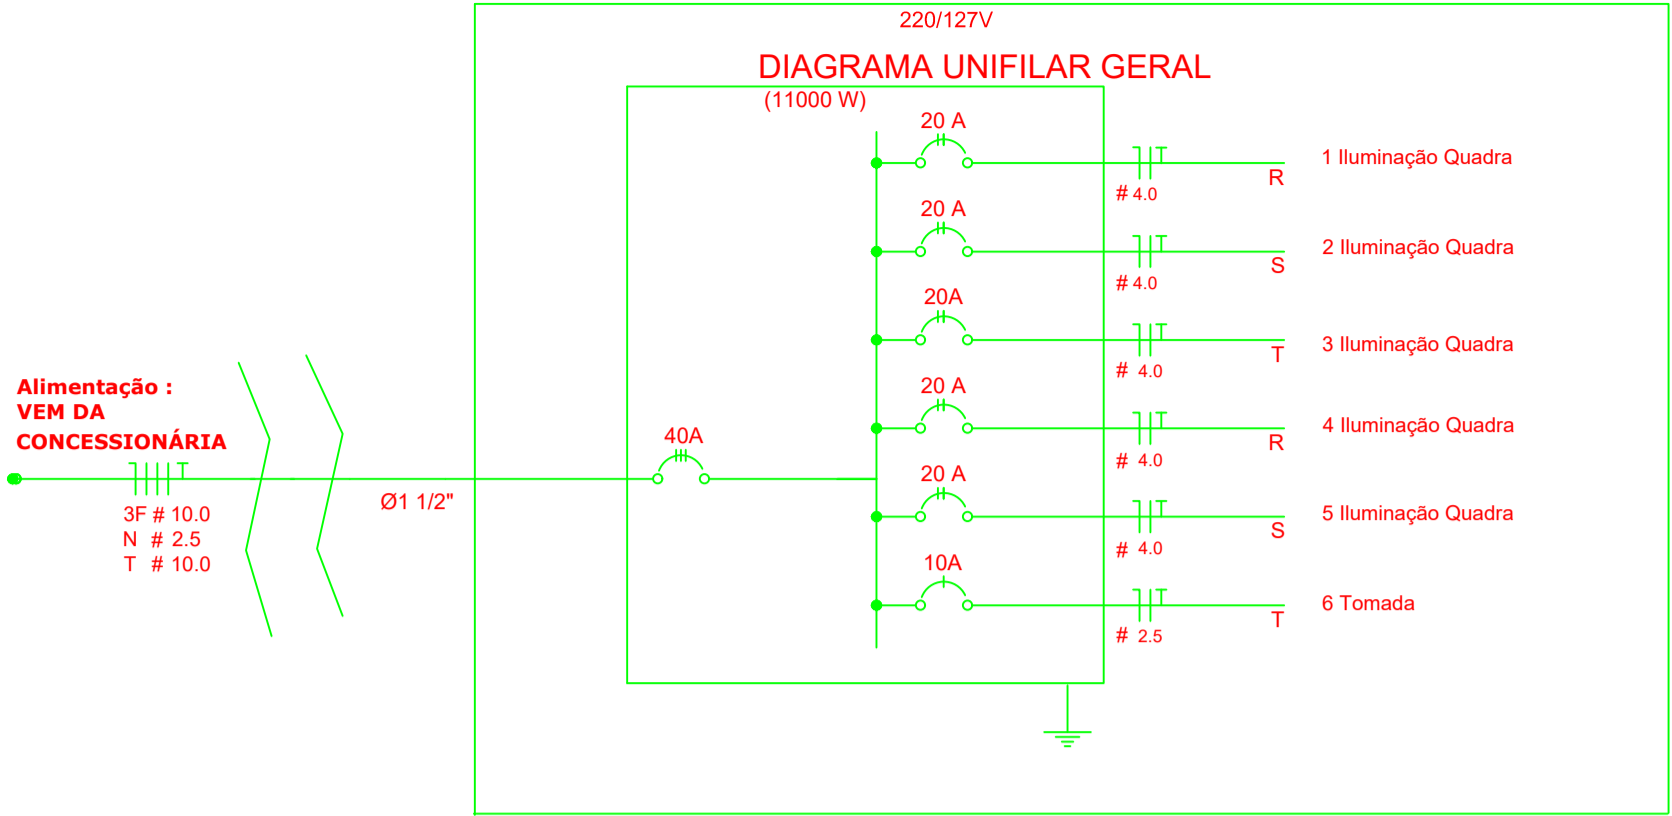 220/127V
DIAGRAMA UNIFILAR GERAL
(11000 W)
20 A
1 Iluminação Quadra
R
# 4.0
20 A
2 Iluminação Quadra
S
# 4.0
20A
3 Iluminação Quadra
T
# 4.0
20 A
4 Iluminação Quadra
R
# 4.0
20 A
5 Iluminação Quadra
S
# 4.0
10A
6 Tomada
T
# 2.5
Alimentação :
VEM DA
CONCESSIONÁRIA
40A
Ø1 1/2"
3F # 10.0
N # 2.5
T # 10.0